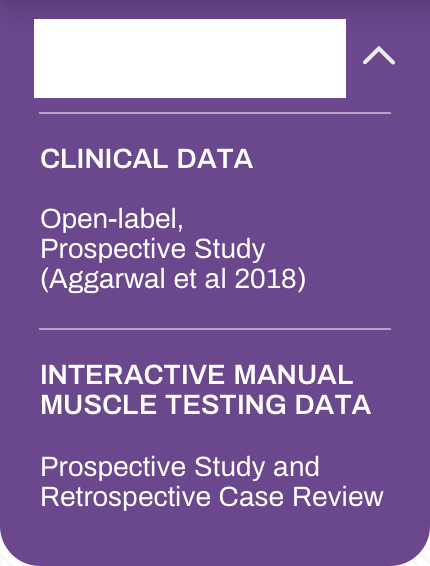 CLINICAL DATA
Open-label,
Prospective Study
(Aggarwal et al 2018)
INTERACTIVE MANUAL
MUSCLE TESTING DATA
Prospective Study and
Retrospective Case Review